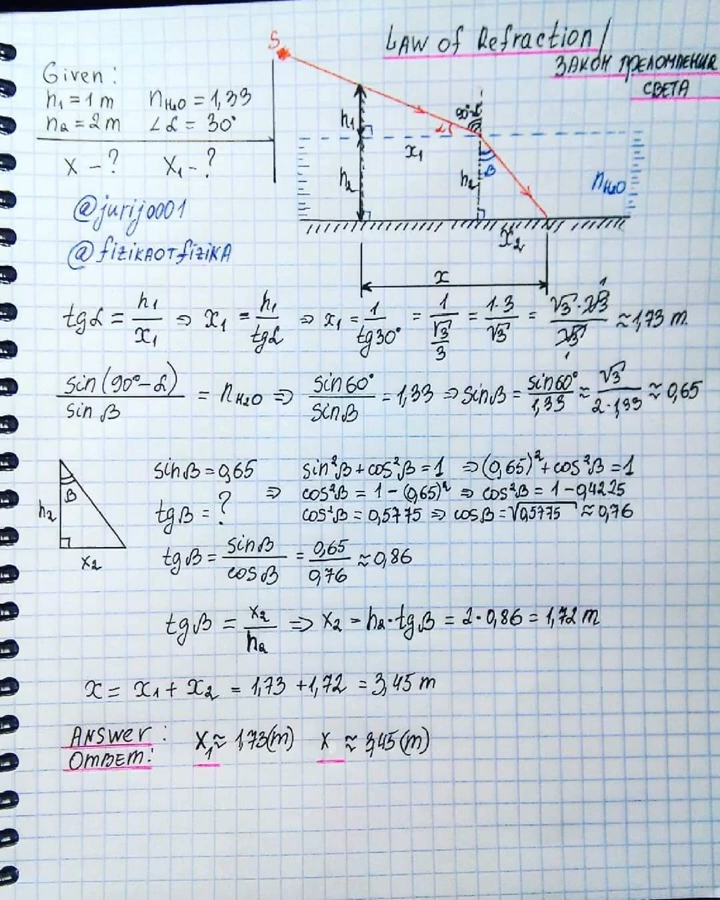 Law of Refraction/
ЗАКОН ПРЕЛОМЛЕНИЯ
СВЕТА
Given:
h₁ = 1 m n_H₂O = 1,33
h₂ = 2 m ∠α = 30°
x - ? x₁ - ?
@jurij0001
@fizikaotfizika
S
h₁
α
90°-α
x₁
h₂
h₂
β
n_H₂O
x₂
x
tgα = h₁/x₁ ⇒ x₁ = h₁/tgα ⇒ x₁ = 1/tg30° = 1/(√3/3) = 1·3/√3 = √3·√3·√3/√3 ≈ 1,73 m.
sin(90°-α)/sinβ = n_H₂O ⇒ sin60°/sinβ = 1,33 ⇒ sinβ = sin60°/1,33 ≈ √3/2·1,33 ≈ 0,65
β
h₂
x₂
sinβ = 0,65 sin²β + cos²β = 1 ⇒ (0,65)² + cos²β = 1
⇒ cos²β = 1 - (0,65)² ⇒ cos²β = 1 - 0,4225
tgβ = ? cos²β = 0,5775 ⇒ cosβ = √0,5775 ≈ 0,76
tgβ = sinβ/cosβ = 0,65/0,76 ≈ 0,86
tgβ = x₂/h₂ ⇒ x₂ = h₂·tgβ = 2·0,86 = 1,72 m
x = x₁ + x₂ = 1,73 + 1,72 = 3,45 m
Answer: x₁ ≈ 1,73(m) x ≈ 3,45(m)
Ответ: